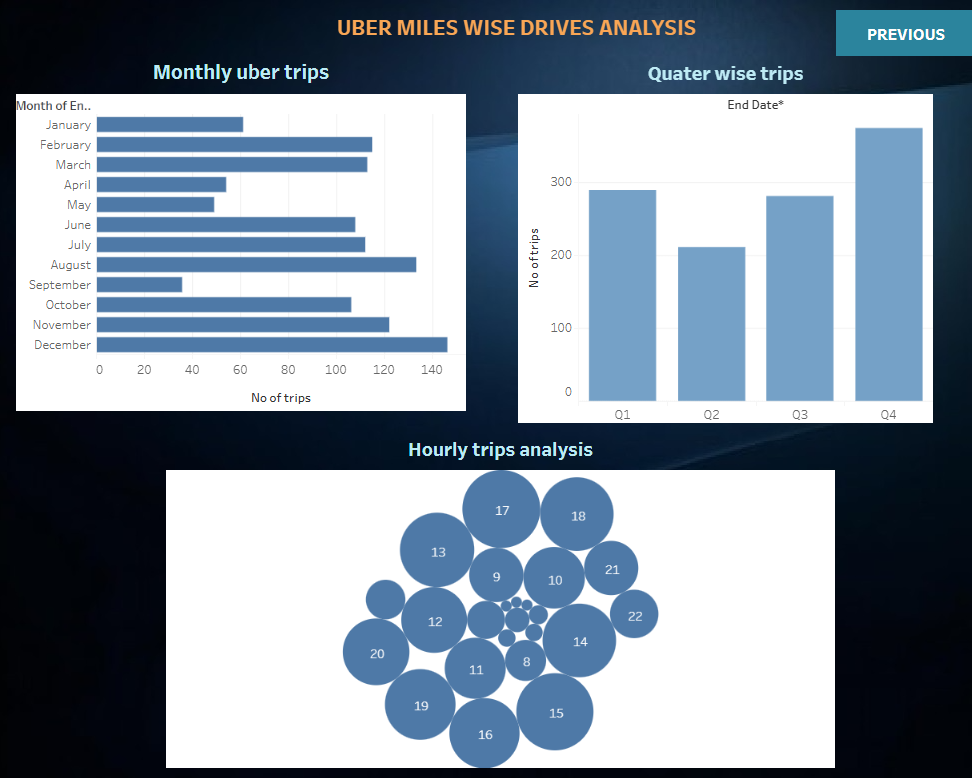 UBER MILES WISE DRIVES ANALYSIS
PREVIOUS
Monthly uber trips
Month of En..
January
February
March
April
May
June
July
August
September
October
November
December
0 20 40 60 80 100 120 140
No of trips
Quater wise trips
End Date*
No of trips
300
200
100
0
Q1 Q2 Q3 Q4
Hourly trips analysis
17
18
13
9
10
21
22
12
14
20
11
8
19
15
16